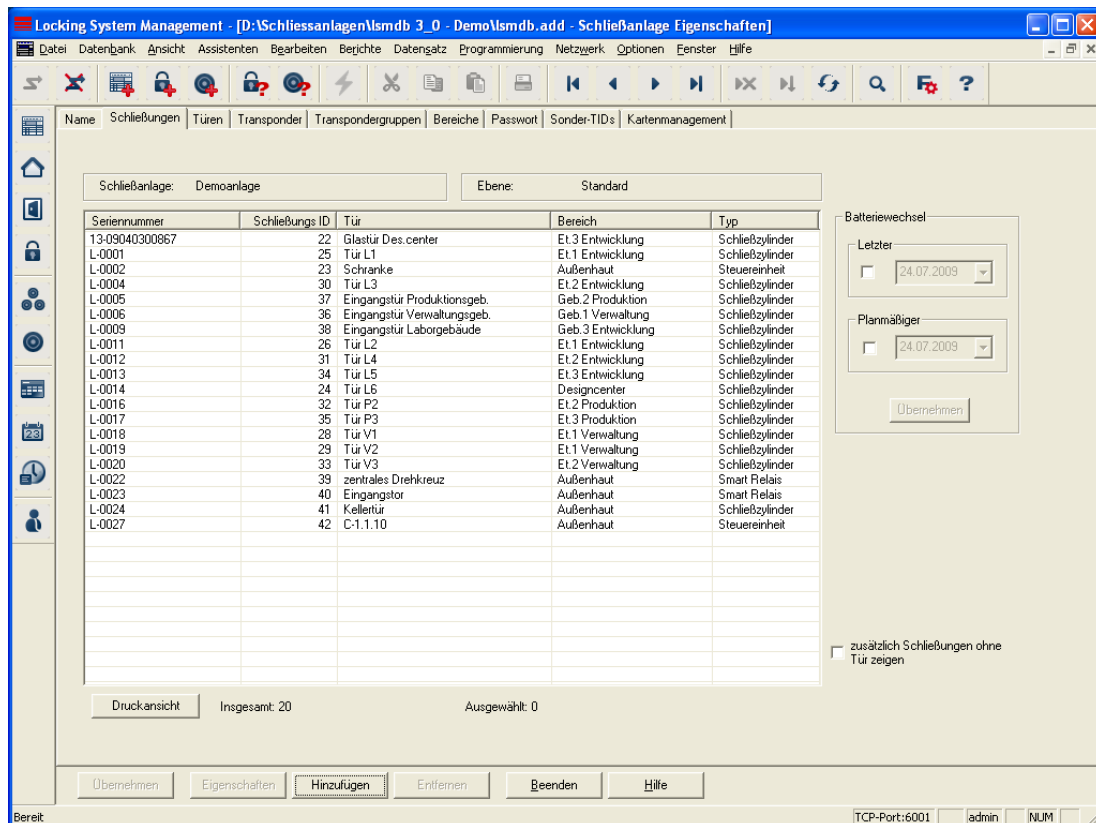 Locking System Management - [D:\Schliessanlagen\lsmdb 3_0 - Demo\lsmdb.add - Schließanlage Eigenschaften]
Datei Datenbank Ansicht Assistenten Bearbeiten Berichte Datensatz Programmierung Netzwerk Optionen Fenster Hilfe
Name Schließungen Türen Transponder Transpondergruppen Bereiche Passwort Sonder-TIDs Kartenmanagement
Schließanlage: Demoanlage Ebene: Standard
Seriennummer Schließungs ID Tür Bereich Typ
13-09040300867 22 Glastür Des.center Et.3 Entwicklung Schließzylinder
L-0001 25 Tür L1 Et.1 Entwicklung Schließzylinder
L-0002 23 Schranke Außenhaut Steuereinheit
L-0004 30 Tür L3 Et.2 Entwicklung Schließzylinder
L-0005 37 Eingangstür Produktionsgeb. Geb.2 Produktion Schließzylinder
L-0006 36 Eingangstür Verwaltungsgeb. Geb.1 Verwaltung Schließzylinder
L-0009 38 Eingangstür Laborgebäude Geb.3 Entwicklung Schließzylinder
L-0011 26 Tür L2 Et.1 Entwicklung Schließzylinder
L-0012 31 Tür L4 Et.2 Entwicklung Schließzylinder
L-0013 34 Tür L5 Et.3 Entwicklung Schließzylinder
L-0014 24 Tür L6 Designcenter Schließzylinder
L-0016 32 Tür P2 Et.2 Produktion Schließzylinder
L-0017 35 Tür P3 Et.3 Produktion Schließzylinder
L-0018 28 Tür V1 Et.1 Verwaltung Schließzylinder
L-0019 29 Tür V2 Et.1 Verwaltung Schließzylinder
L-0020 33 Tür V3 Et.2 Verwaltung Schließzylinder
L-0022 39 zentrales Drehkreuz Außenhaut Smart Relais
L-0023 40 Eingangstor Außenhaut Smart Relais
L-0024 41 Kellertür Außenhaut Schließzylinder
L-0027 42 C-1.1.10 Außenhaut Steuereinheit
Batteriewechsel
Letzter
24.07.2009
Planmäßiger
24.07.2009
Übernehmen
23
zusätzlich Schließungen ohne
Tür zeigen
Druckansicht Insgesamt: 20 Ausgewählt: 0
Übernehmen Eigenschaften Hinzufügen Entfernen Beenden Hilfe
Bereit TCP-Port:6001 admin NUM